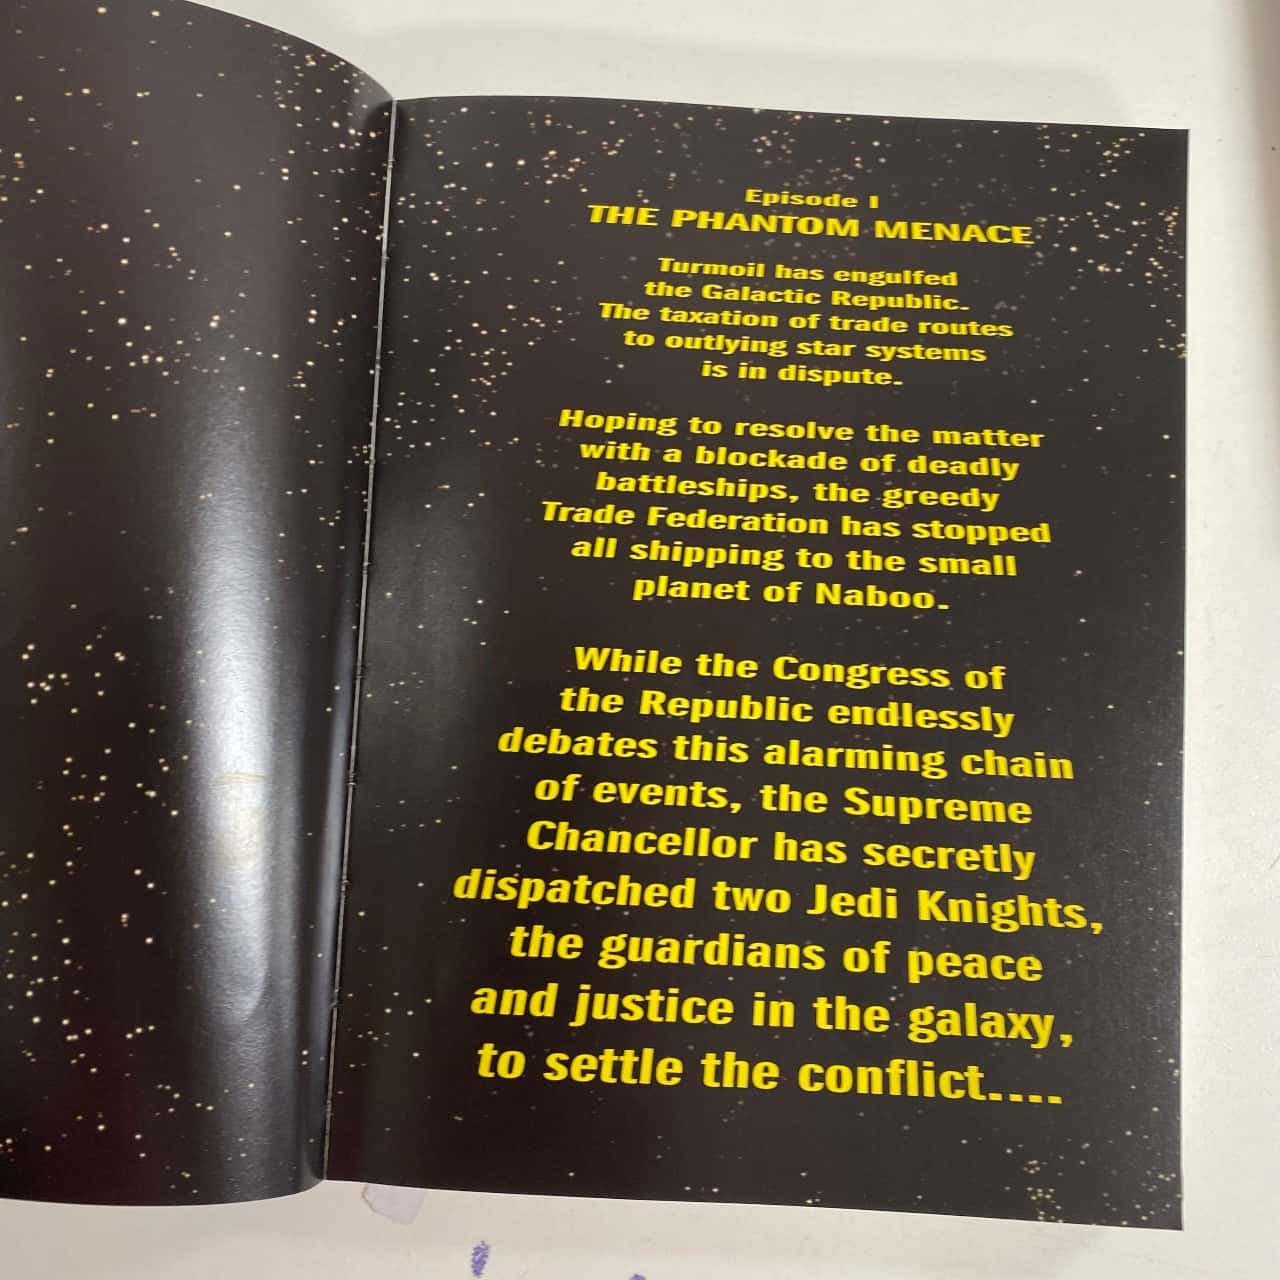 Episode I
THE PHANTOM MENACE
Turmoil has engulfed
the Galactic Republic.
The taxation of trade routes
to outlying star systems
is in dispute.
Hoping to resolve the matter
with a blockade of deadly
battleships, the greedy
Trade Federation has stopped
all shipping to the small
planet of Naboo.
While the Congress of
the Republic endlessly
debates this alarming chain
of events, the Supreme
Chancellor has secretly
dispatched two Jedi Knights,
the guardians of peace
and justice in the galaxy,
to settle the conflict....